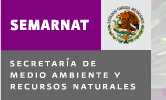 SEMARNAT
SECRETARÍA DE
MEDIO AMBIENTE Y
RECURSOS NATURALES